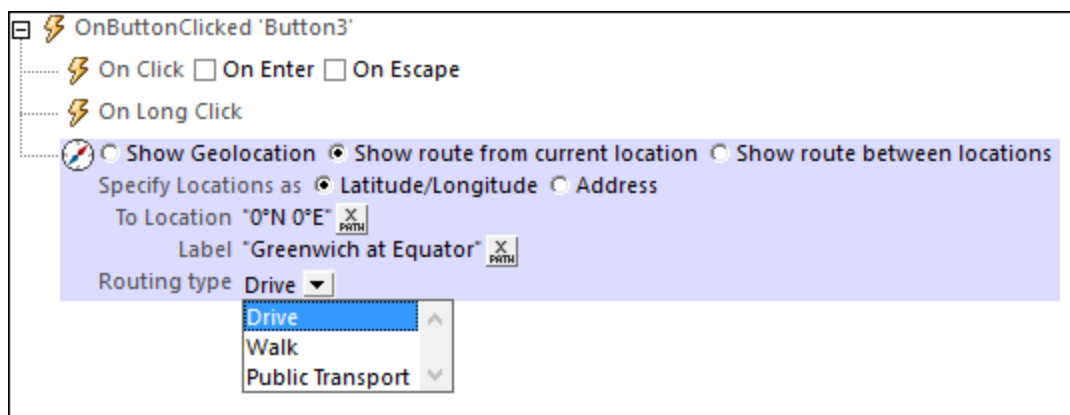 OnButtonClicked 'Button3'
On Click On Enter On Escape
On Long Click
Show Geolocation Show route from current location Show route between locations
Specify Locations as Latitude/Longitude Address
To Location "0°N 0°E" X PATH
Label "Greenwich at Equator" X PATH
Routing type Drive
Drive
Walk
Public Transport